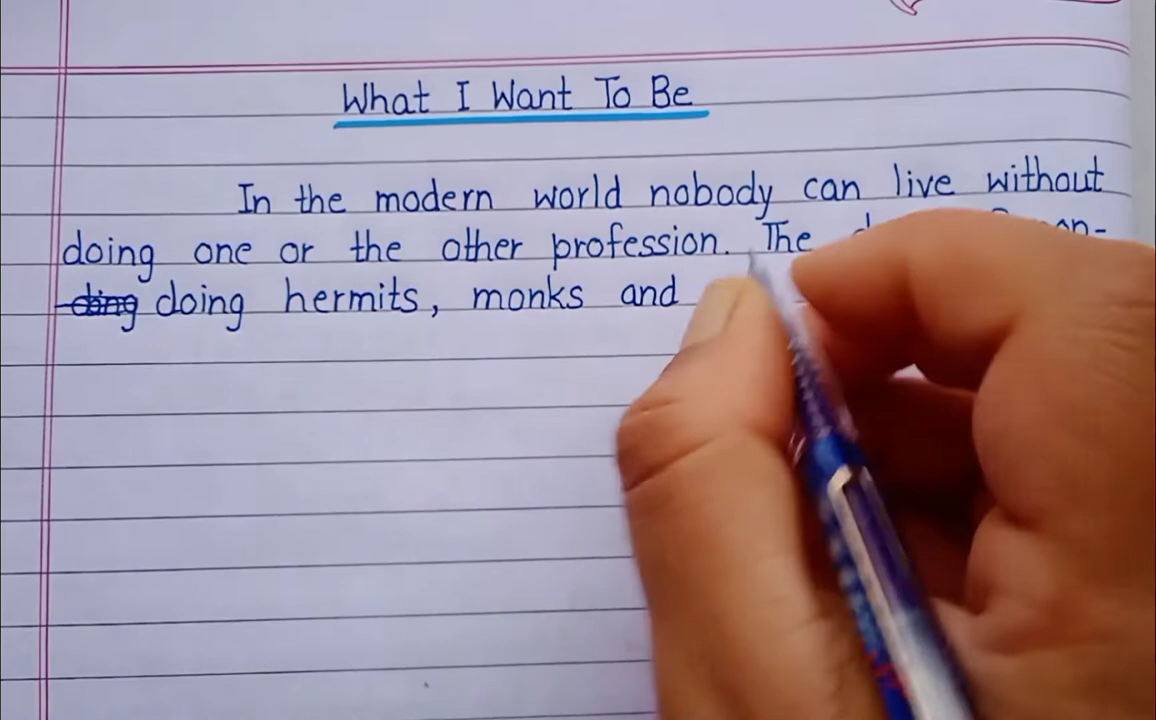 What I Want To Be
In the modern world nobody can live without
doing one or the other profession. The
doing hermits, monks and